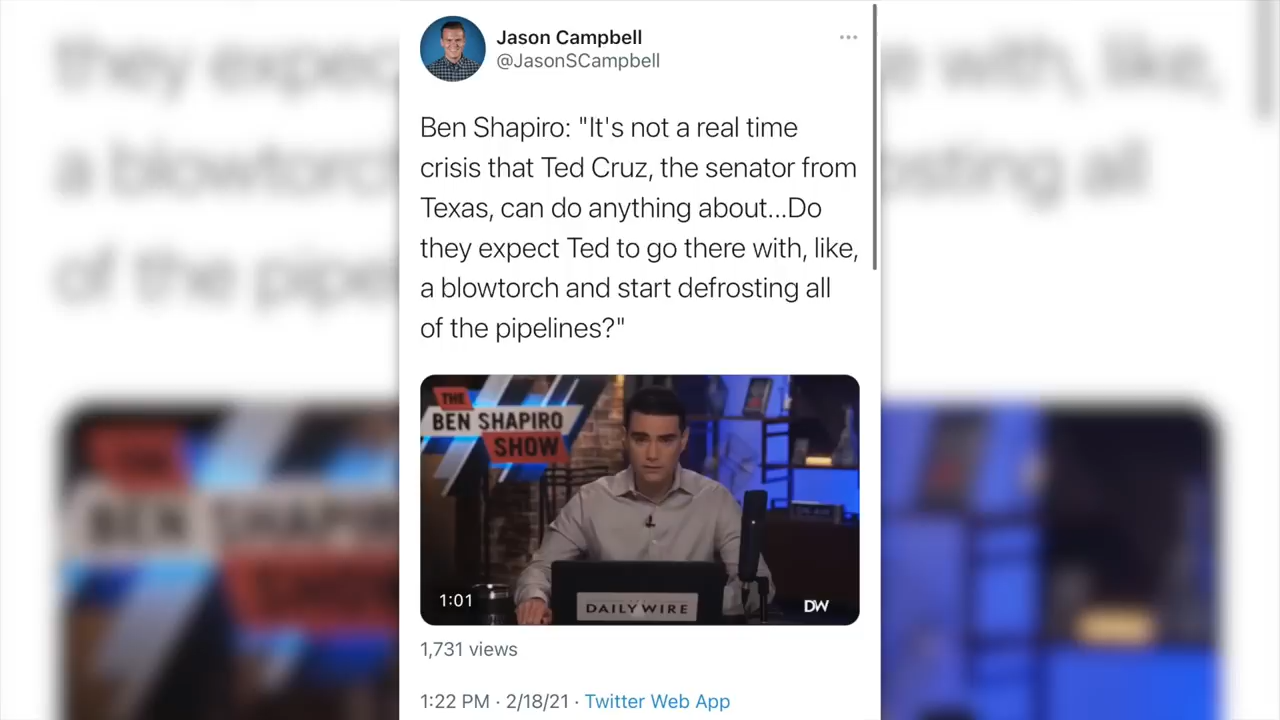 Jason Campbell
@JasonSCampbell
Ben Shapiro: "It's not a real time
crisis that Ted Cruz, the senator from
Texas, can do anything about...Do
they expect Ted to go there with, like,
a blowtorch and start defrosting all
of the pipelines?"
THE
BEN SHAPIRO
SHOW
ON AIR
DAILY WIRE
1:01
DW
1,731 views
1:22 PM · 2/18/21 · Twitter Web App